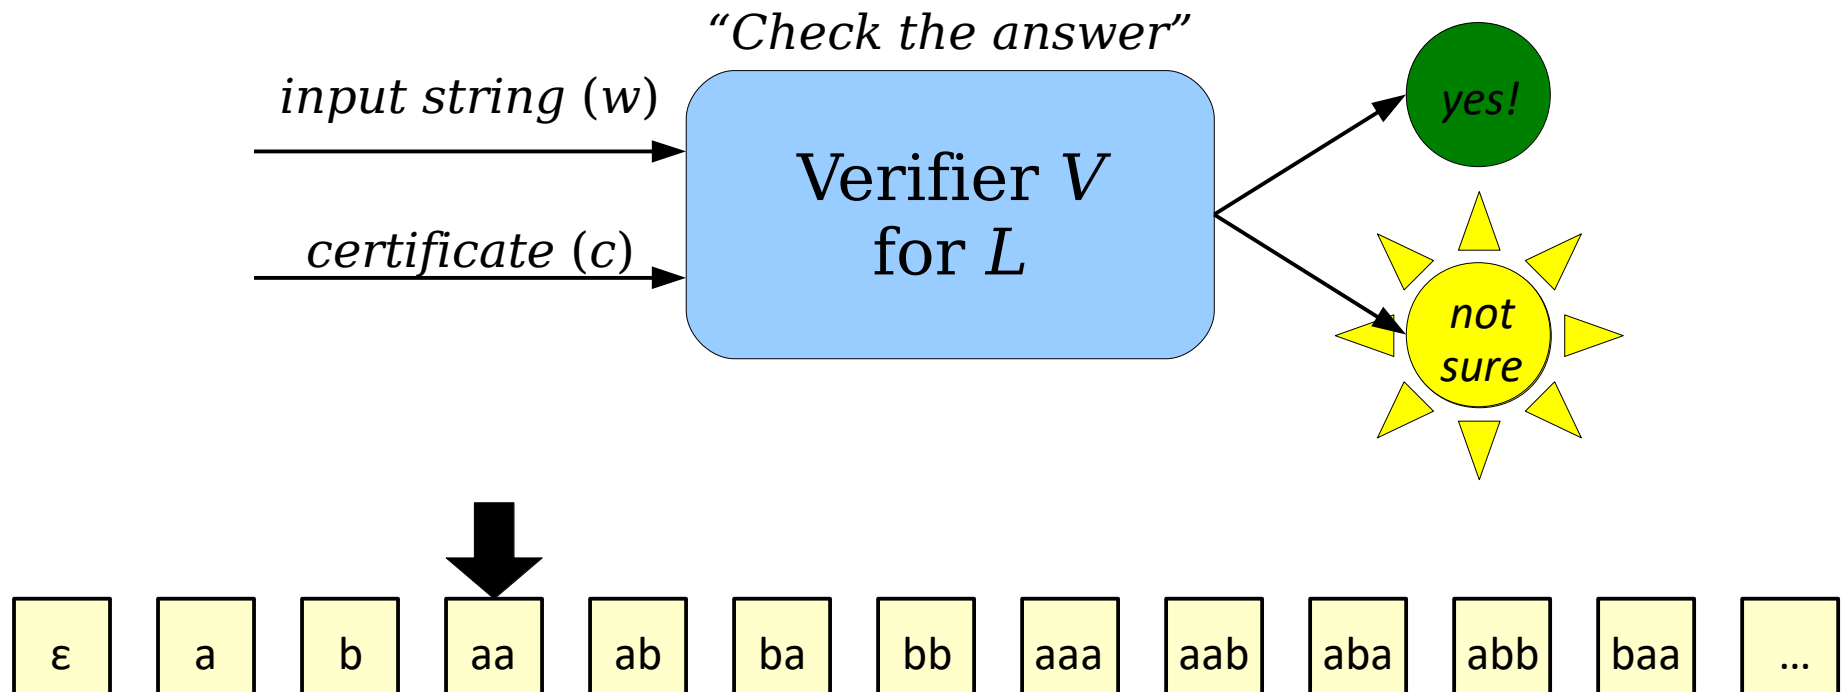 “Check the answer”
input string (w)
yes!
Verifier V
for L
certificate (c)
not
sure
ε a b aa ab ba bb aaa aab aba abb baa …